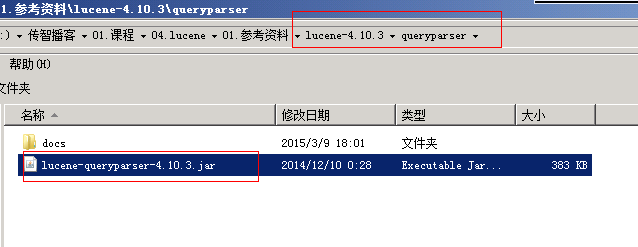 1.参考资料\lucene-4.10.3\queryparser
:) 传智播客 01.课程 04.lucene 01.参考资料 lucene-4.10.3 queryparser
帮助(H)
文件夹
名称 修改日期 类型 大小
docs 2015/3/9 18:01 文件夹
lucene-queryparser-4.10.3.jar 2014/12/10 0:28 Executable Jar... 383 KB